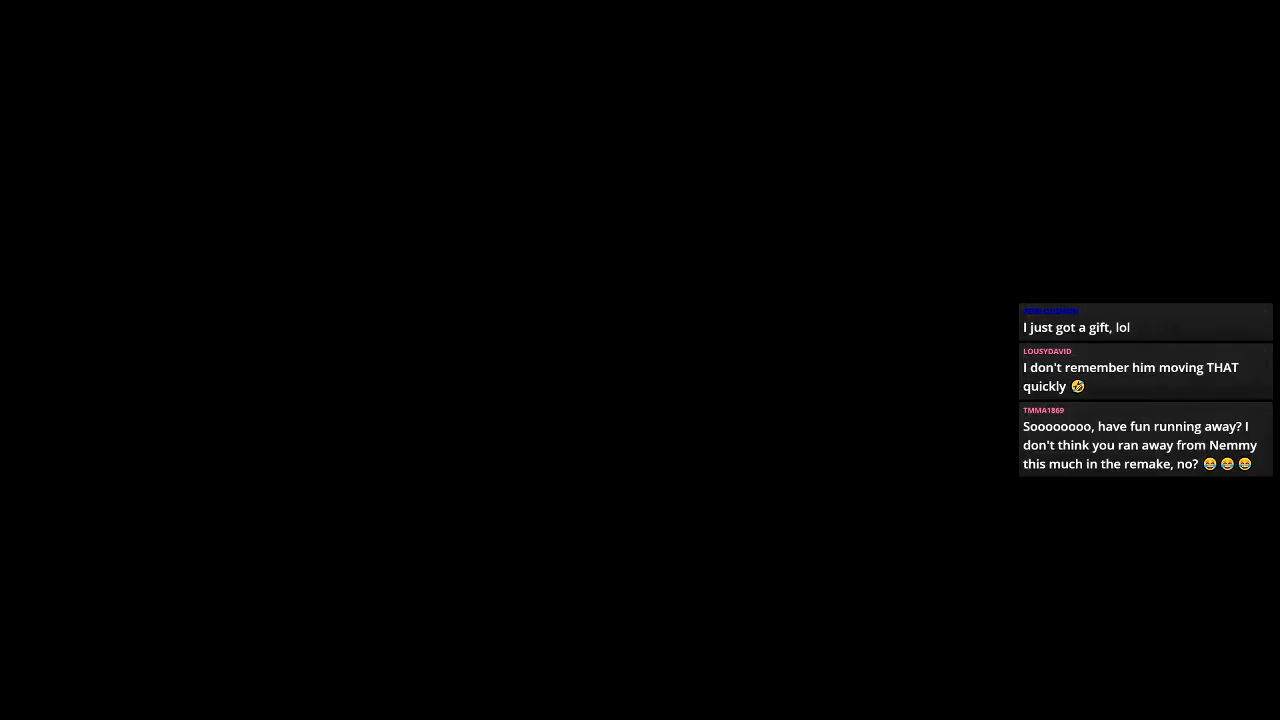 I just got a gift, lol
LOUSYDAVID
I don't remember him moving THAT
quickly 🤣
TMMA1869
Soooooooo, have fun running away? I
don't think you ran away from Nemmy
this much in the remake, no? 😂 😂 😂